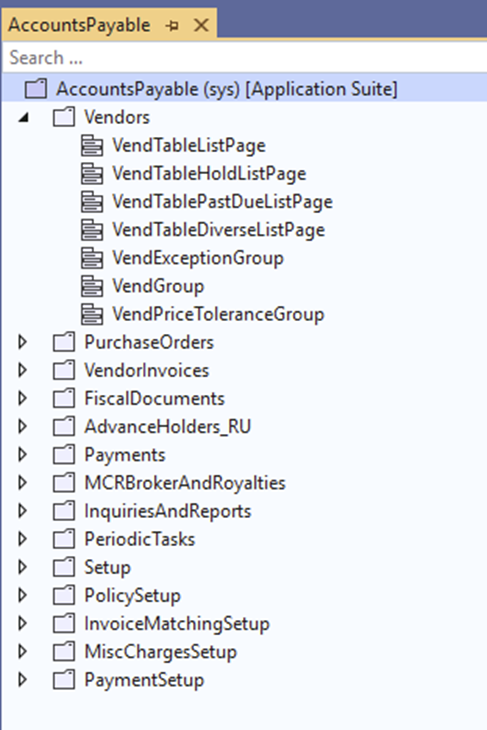 AccountsPayable
Search ...
AccountsPayable (sys) [Application Suite]
Vendors
VendTableListPage
VendTableHoldListPage
VendTablePastDueListPage
VendTableDiverseListPage
VendExceptionGroup
VendGroup
VendPriceToleranceGroup
PurchaseOrders
VendorInvoices
FiscalDocuments
AdvanceHolders_RU
Payments
MCRBrokerAndRoyalties
InquiriesAndReports
PeriodicTasks
Setup
PolicySetup
InvoiceMatchingSetup
MiscChargesSetup
PaymentSetup